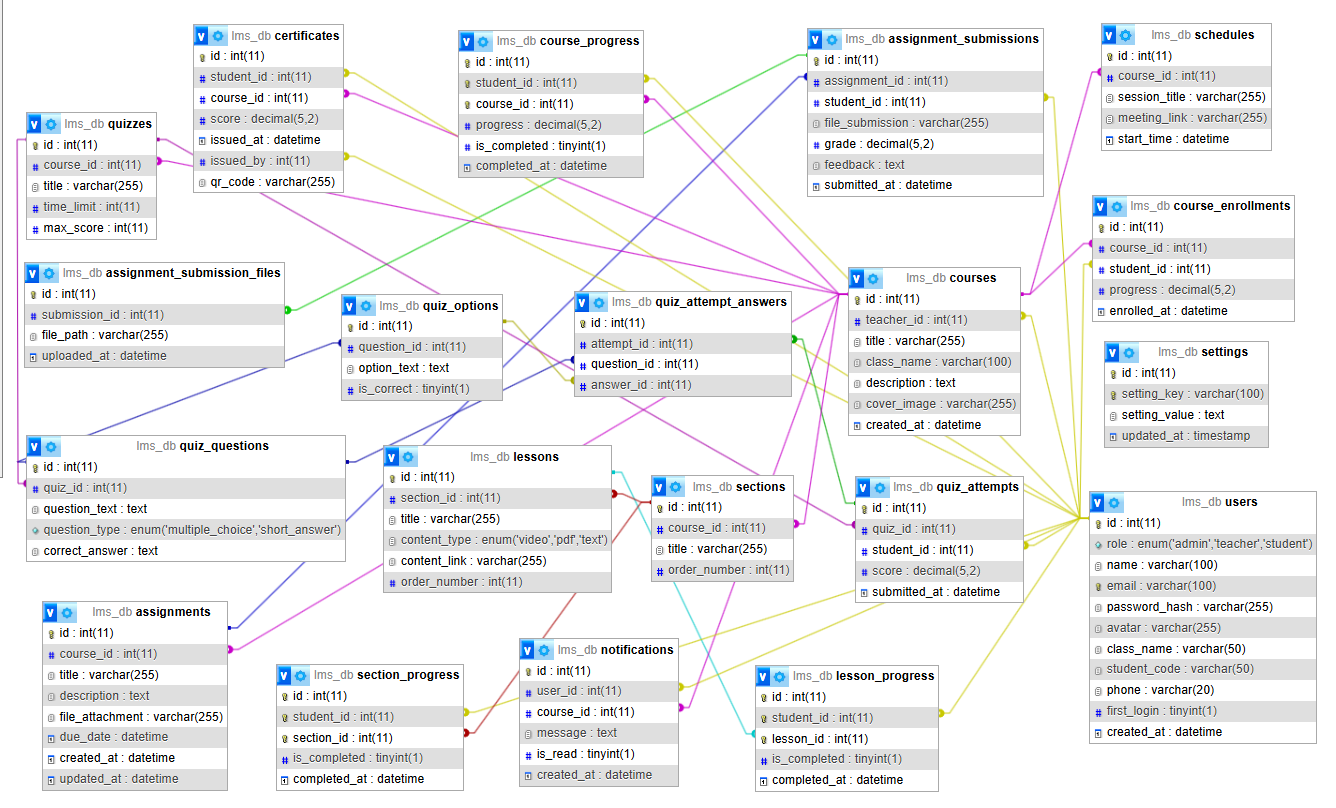 lms_db certificates
id : int(11)
student_id : int(11)
course_id : int(11)
score : decimal(5,2)
issued_at : datetime
issued_by : int(11)
qr_code : varchar(255)
lms_db course_progress
id : int(11)
student_id : int(11)
course_id : int(11)
progress : decimal(5,2)
is_completed : tinyint(1)
completed_at : datetime
lms_db assignment_submissions
id : int(11)
assignment_id : int(11)
student_id : int(11)
file_submission : varchar(255)
grade : decimal(5,2)
feedback : text
submitted_at : datetime
lms_db schedules
id : int(11)
course_id : int(11)
session_title : varchar(255)
meeting_link : varchar(255)
start_time : datetime
lms_db quizzes
id : int(11)
course_id : int(11)
title : varchar(255)
time_limit : int(11)
max_score : int(11)
lms_db course_enrollments
id : int(11)
course_id : int(11)
student_id : int(11)
progress : decimal(5,2)
enrolled_at : datetime
lms_db assignment_submission_files
id : int(11)
submission_id : int(11)
file_path : varchar(255)
uploaded_at : datetime
lms_db quiz_options
id : int(11)
question_id : int(11)
option_text : text
is_correct : tinyint(1)
lms_db quiz_attempt_answers
id : int(11)
attempt_id : int(11)
question_id : int(11)
answer_id : int(11)
lms_db courses
id : int(11)
teacher_id : int(11)
title : varchar(255)
class_name : varchar(100)
description : text
cover_image : varchar(255)
created_at : datetime
lms_db settings
id : int(11)
setting_key : varchar(100)
setting_value : text
updated_at : timestamp
lms_db quiz_questions
id : int(11)
quiz_id : int(11)
question_text : text
question_type : enum('multiple_choice','short_answer')
correct_answer : text
lms_db lessons
id : int(11)
section_id : int(11)
title : varchar(255)
content_type : enum('video','pdf','text')
content_link : varchar(255)
order_number : int(11)
lms_db sections
id : int(11)
course_id : int(11)
title : varchar(255)
order_number : int(11)
lms_db quiz_attempts
id : int(11)
quiz_id : int(11)
student_id : int(11)
score : decimal(5,2)
submitted_at : datetime
lms_db users
id : int(11)
role : enum('admin','teacher','student')
name : varchar(100)
email : varchar(100)
password_hash : varchar(255)
avatar : varchar(255)
class_name : varchar(50)
student_code : varchar(50)
phone : varchar(20)
first_login : tinyint(1)
created_at : datetime
lms_db assignments
id : int(11)
course_id : int(11)
title : varchar(255)
description : text
file_attachment : varchar(255)
due_date : datetime
created_at : datetime
updated_at : datetime
lms_db section_progress
id : int(11)
student_id : int(11)
section_id : int(11)
is_completed : tinyint(1)
completed_at : datetime
lms_db notifications
id : int(11)
user_id : int(11)
course_id : int(11)
message : text
is_read : tinyint(1)
created_at : datetime
lms_db lesson_progress
id : int(11)
student_id : int(11)
lesson_id : int(11)
is_completed : tinyint(1)
completed_at : datetime